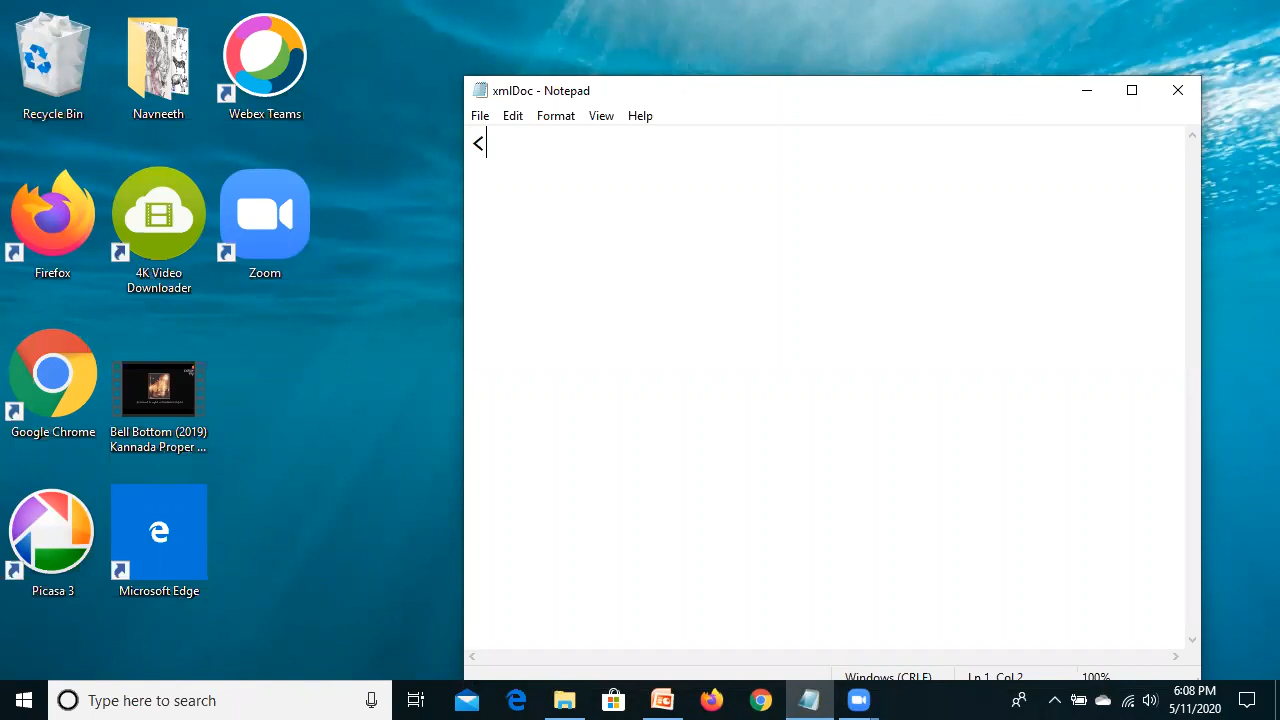 Recycle Bin
Navneeth
Webex Teams
Firefox
4K Video
Downloader
Zoom
Google Chrome
Bell Bottom (2019)
Kannada Proper ...
Picasa 3
Microsoft Edge
xmlDoc - Notepad
File Edit Format View Help
<
Windows (CRLF) Ln 1, Col 2 100%
Type here to search
6:08 PM
5/11/2020